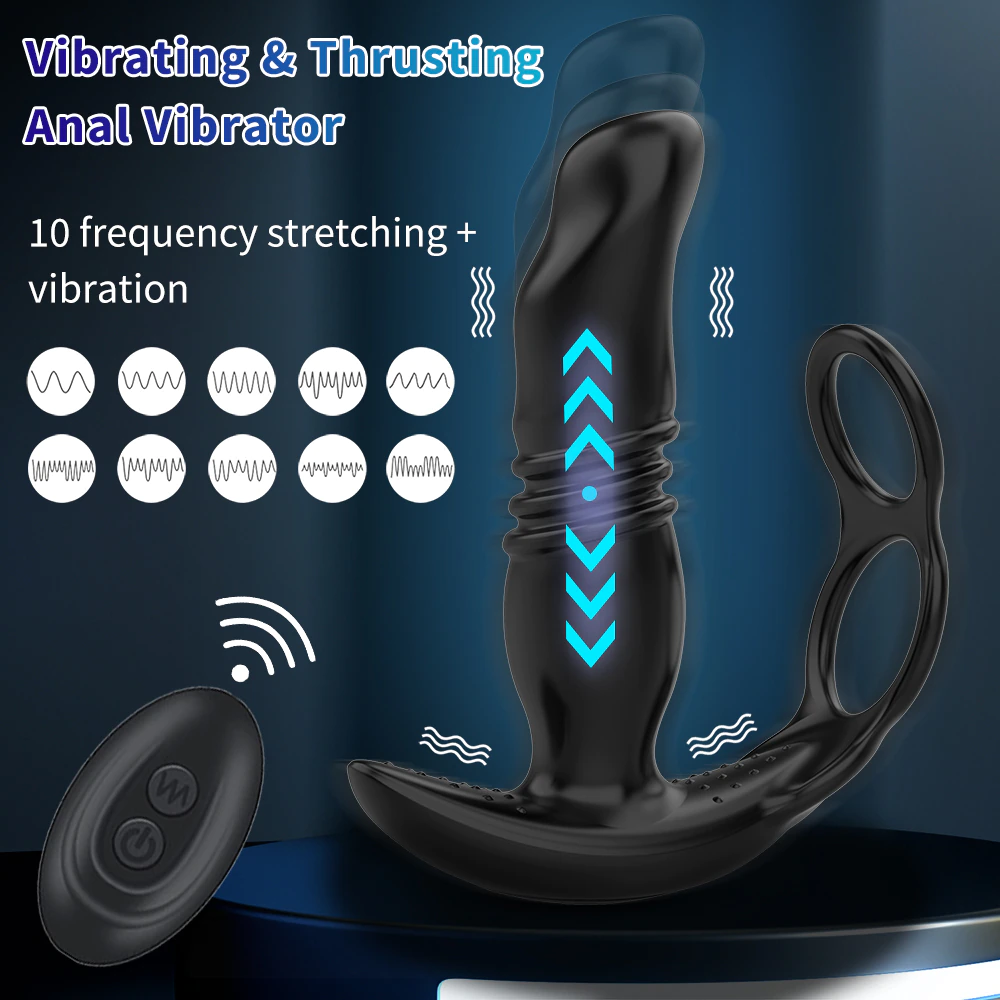 Vibrating & Thrusting
Anal Vibrator
10 frequency stretching +
vibration